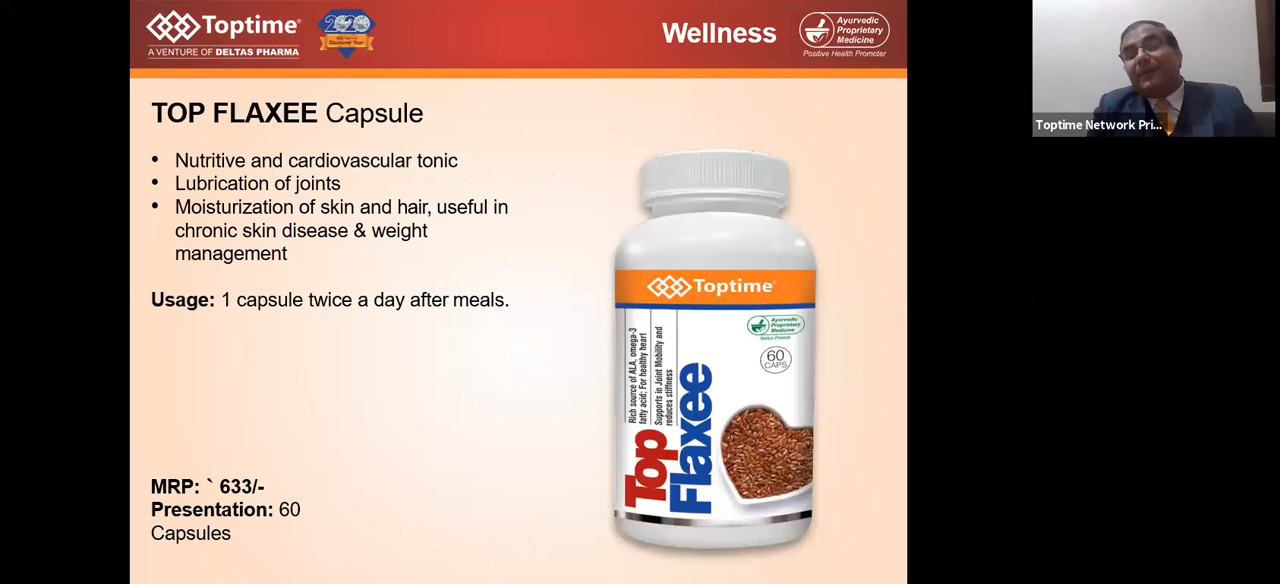 Toptime®
A VENTURE OF DELTAS PHARMA
2020
Diamond Year
Wellness
Ayurvedic
Proprietary
Medicine
Positive Health Promoter
Toptime Network Pri...
TOP FLAXEE Capsule
• Nutritive and cardiovascular tonic
• Lubrication of joints
• Moisturization of skin and hair, useful in
chronic skin disease & weight
management
Usage: 1 capsule twice a day after meals.
MRP: ` 633/-
Presentation: 60
Capsules
Toptime®
Ayurvedic
Proprietary
Medicine
60
CAPS
Rich source of ALA, omega-3
fatty acid; For healthy heart
Supports in Joint Mobility and
reduces stiffness
Top
Flaxee